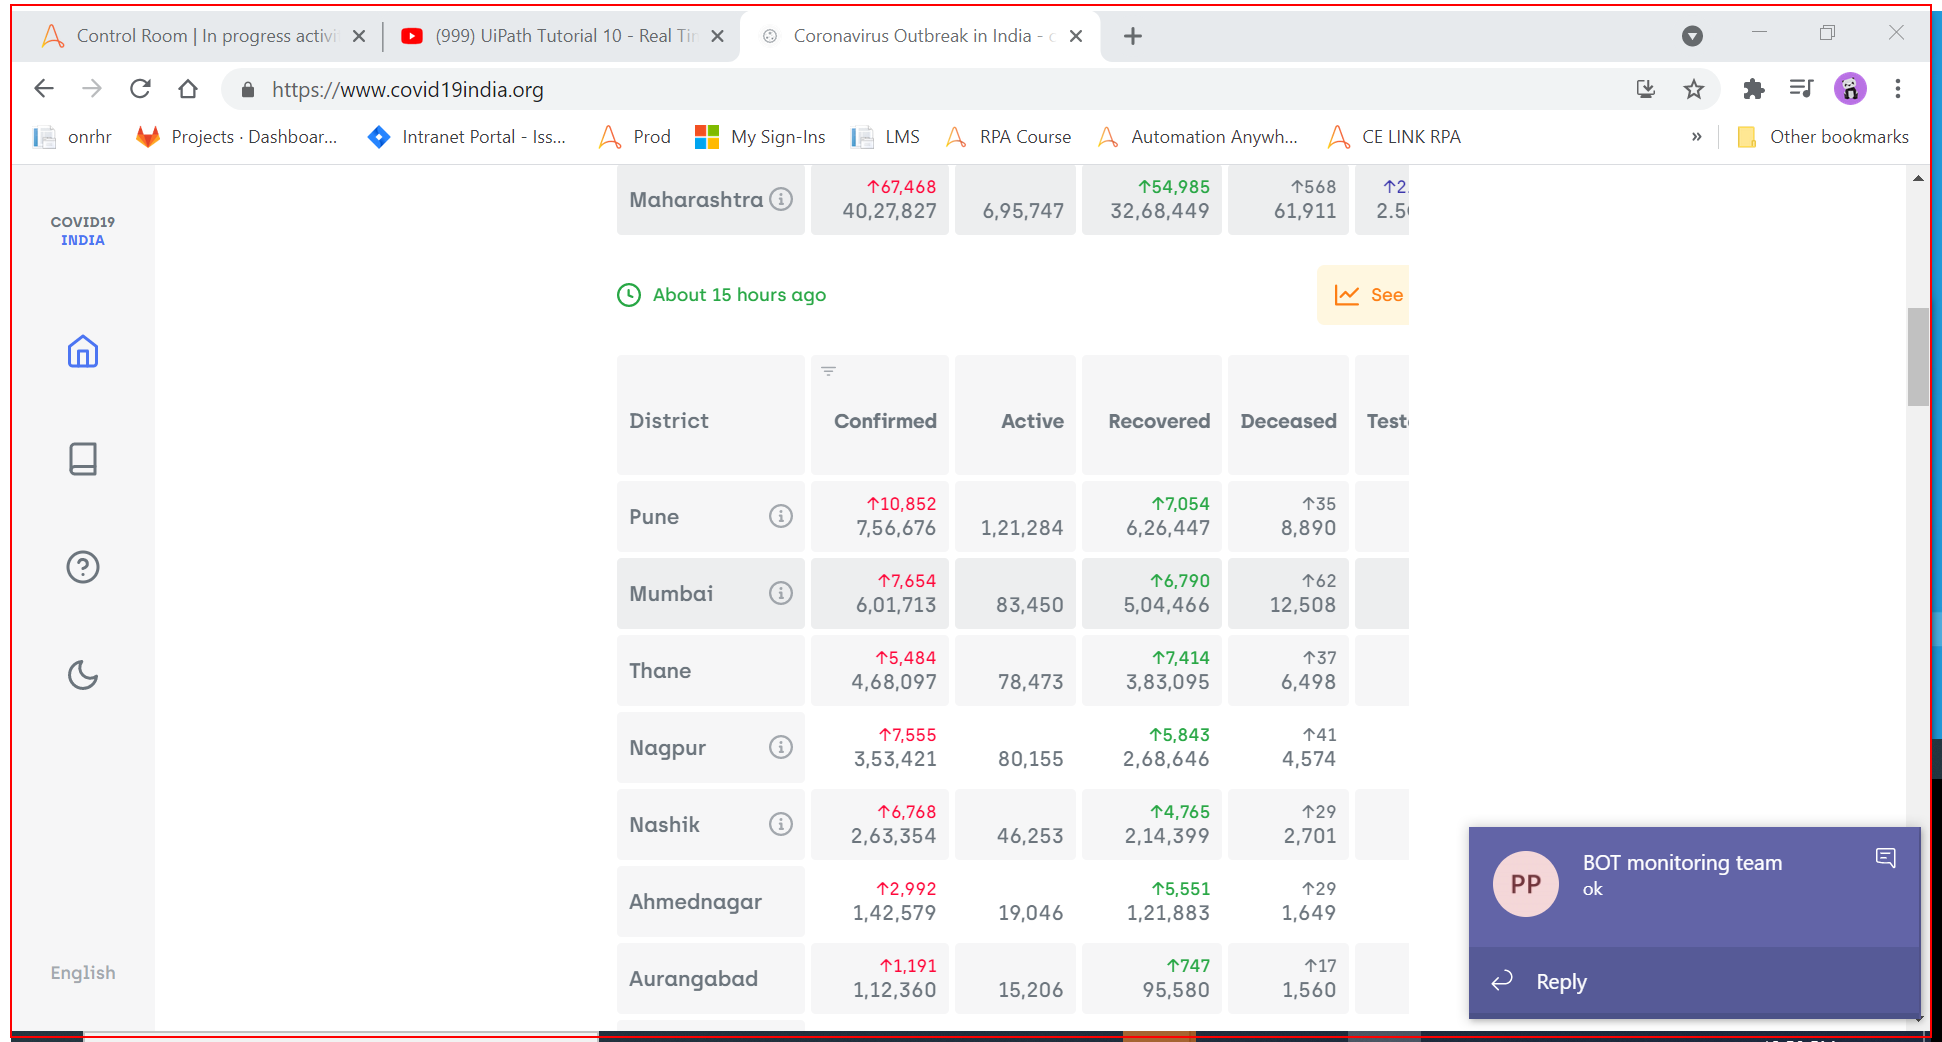 Control Room | In progress activi
(999) UiPath Tutorial 10 - Real Tir
Coronavirus Outbreak in India - c
https://www.covid19india.org
onrhr
Projects · Dashboar...
Intranet Portal - Iss...
Prod
My Sign-Ins
LMS
RPA Course
Automation Anywh...
CE LINK RPA
»
Other bookmarks
COVID19
INDIA
English
Maharashtra ↑67,468 40,27,827 6,95,747 ↑54,985 32,68,449 ↑568 61,911 ↑2. 2.5
About 15 hours ago
See
District Confirmed Active Recovered Deceased Test
Pune ↑10,852 7,56,676 1,21,284 ↑7,054 6,26,447 ↑35 8,890
Mumbai ↑7,654 6,01,713 83,450 ↑6,790 5,04,466 ↑62 12,508
Thane ↑5,484 4,68,097 78,473 ↑7,414 3,83,095 ↑37 6,498
Nagpur ↑7,555 3,53,421 80,155 ↑5,843 2,68,646 ↑41 4,574
Nashik ↑6,768 2,63,354 46,253 ↑4,765 2,14,399 ↑29 2,701
Ahmednagar ↑2,992 1,42,579 19,046 ↑5,551 1,21,883 ↑29 1,649
Aurangabad ↑1,191 1,12,360 15,206 ↑747 95,580 ↑17 1,560
PP
BOT monitoring team
ok
Reply